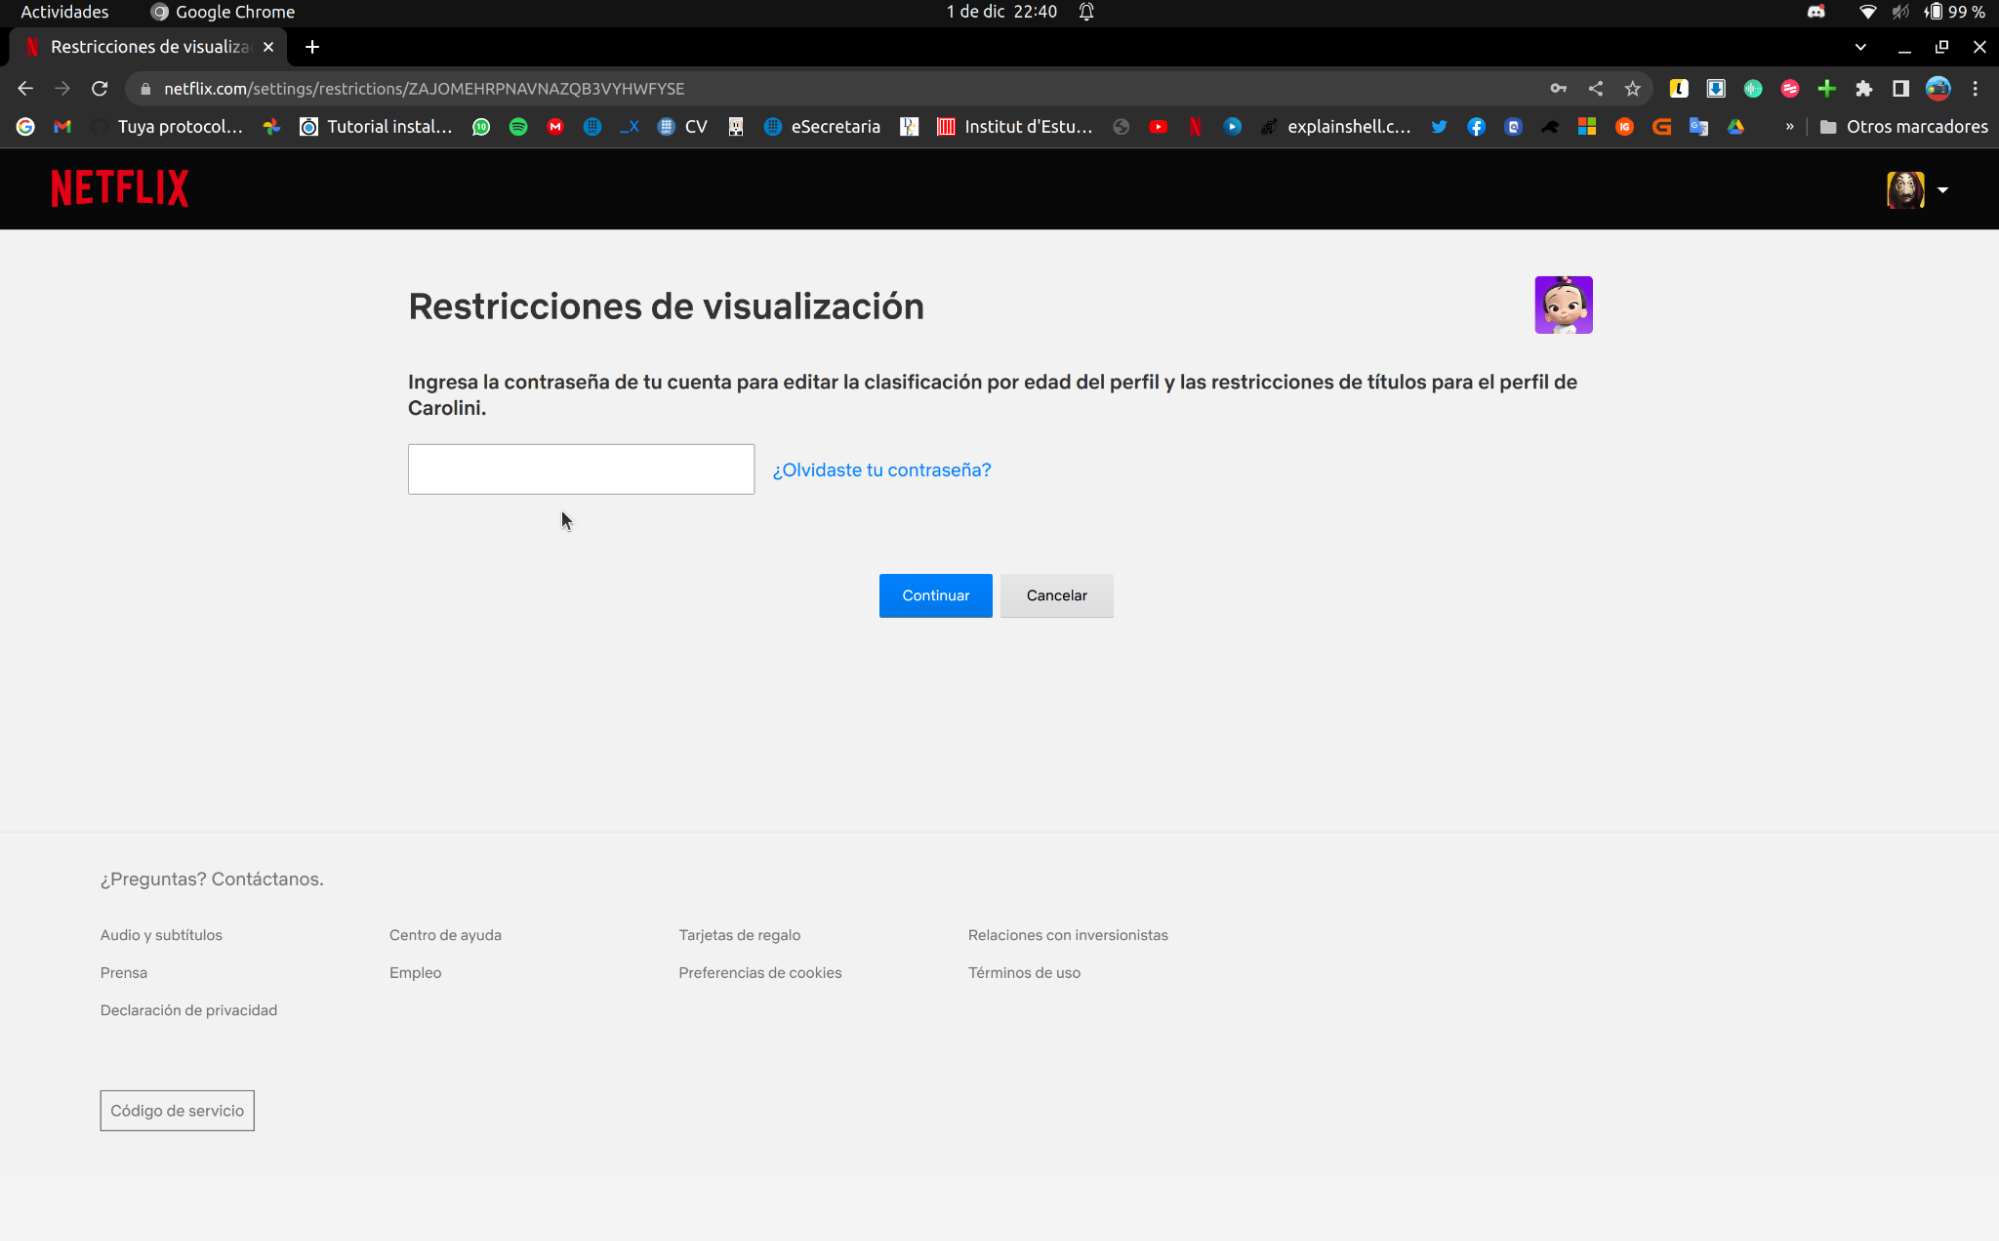 Actividades Google Chrome 1 de dic 22:40 99 %
Restricciones de visualiza
netflix.com/settings/restrictions/ZAJOMEHRPNAVNAZQB3VYHWFYSE
Tuya protocol... Tutorial instal... 10 _X CV eSecretaria Institut d'Estu... explainshell.c... » Otros marcadores
NETFLIX
Restricciones de visualización
Ingresa la contraseña de tu cuenta para editar la clasificación por edad del perfil y las restricciones de títulos para el perfil de
Carolini.
¿Olvidaste tu contraseña?
Continuar Cancelar
¿Preguntas? Contáctanos.
Audio y subtítulos Centro de ayuda Tarjetas de regalo Relaciones con inversionistas
Prensa Empleo Preferencias de cookies Términos de uso
Declaración de privacidad
Código de servicio